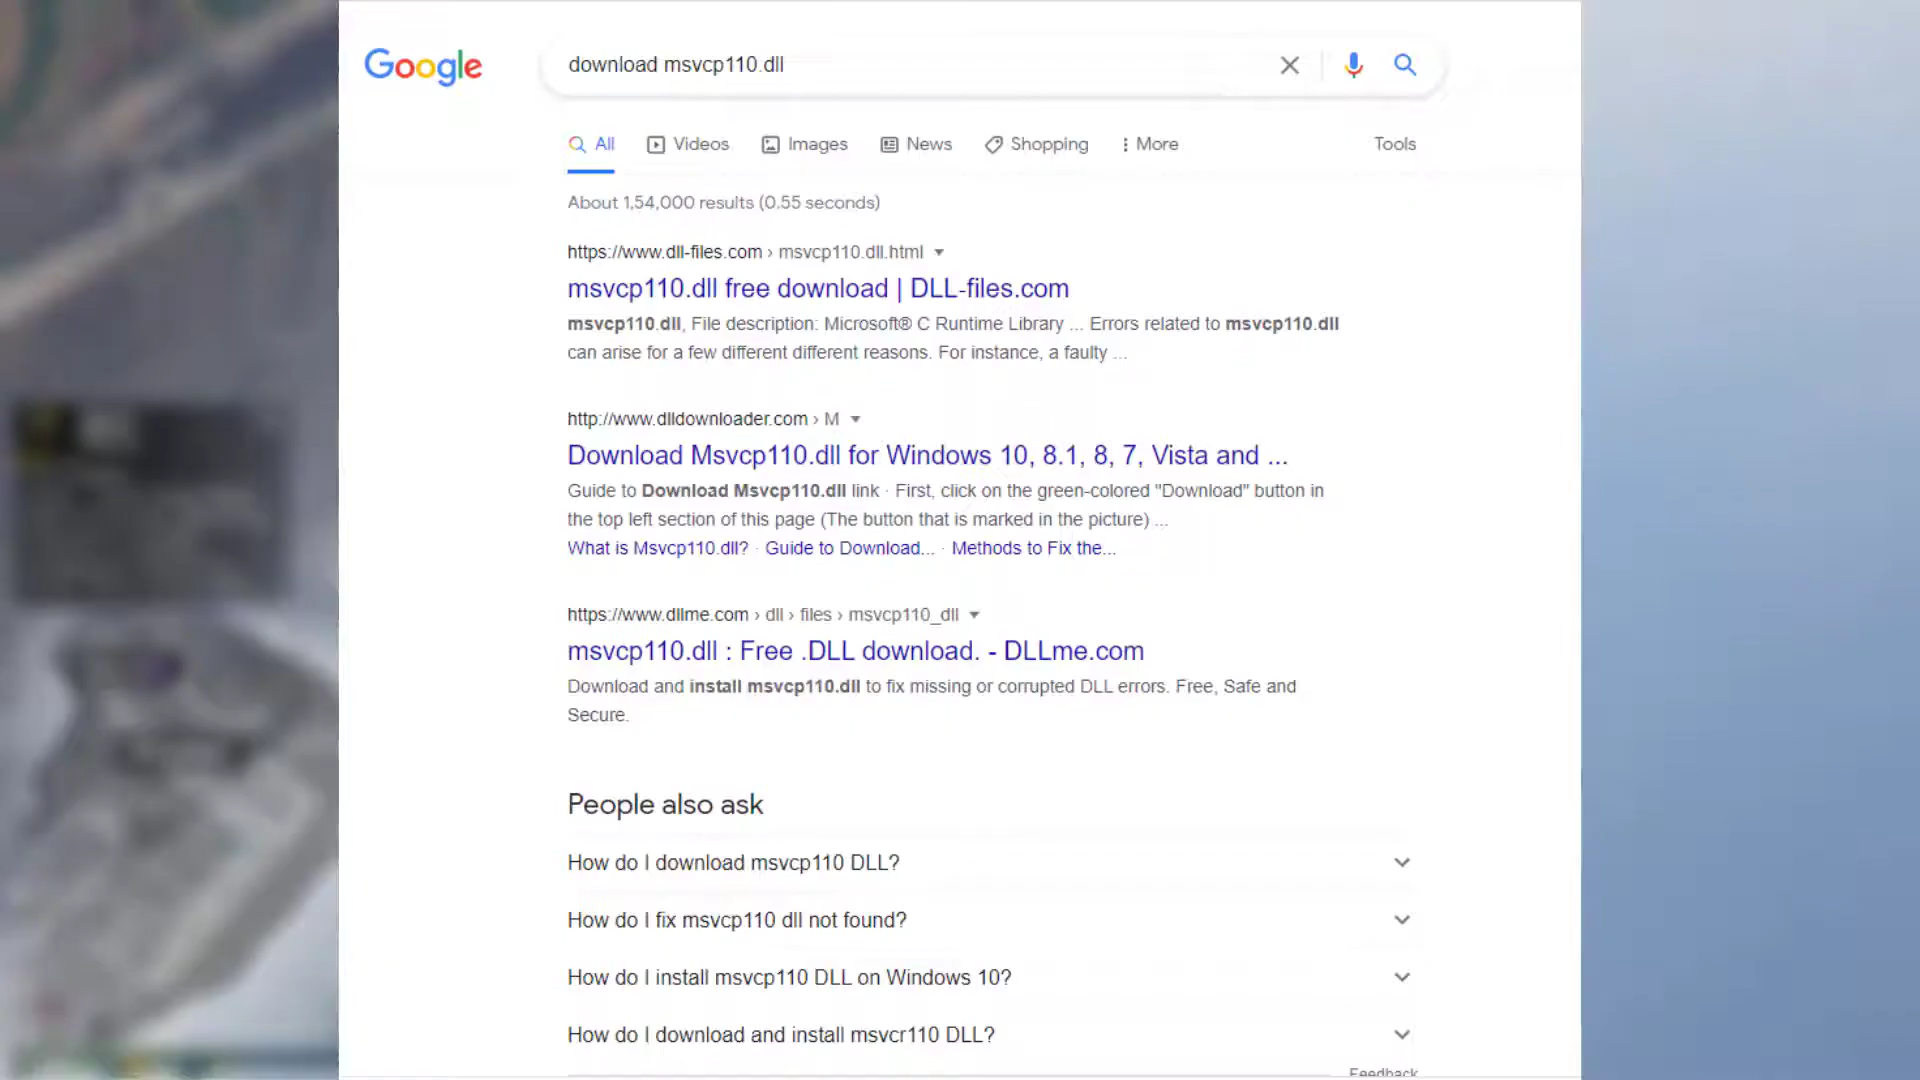 Google
download msvcp110.dll
All Videos Images News Shopping More Tools
About 1,54,000 results (0.55 seconds)
https://www.dll-files.com › msvcp110.dll.html
msvcp110.dll free download | DLL-files.com
msvcp110.dll, File description: Microsoft® C Runtime Library ... Errors related to msvcp110.dll
can arise for a few different different reasons. For instance, a faulty ...
http://www.dlldownloader.com › M
Download Msvcp110.dll for Windows 10, 8.1, 8, 7, Vista and ...
Guide to Download Msvcp110.dll link · First, click on the green-colored "Download" button in
the top left section of this page (The button that is marked in the picture) ...
What is Msvcp110.dll? · Guide to Download... · Methods to Fix the...
https://www.dllme.com › dll › files › msvcp110_dll
msvcp110.dll : Free .DLL download. - DLLme.com
Download and install msvcp110.dll to fix missing or corrupted DLL errors. Free, Safe and
Secure.
People also ask
How do I download msvcp110 DLL?
How do I fix msvcp110 dll not found?
How do I install msvcp110 DLL on Windows 10?
How do I download and install msvcr110 DLL?
Feedback